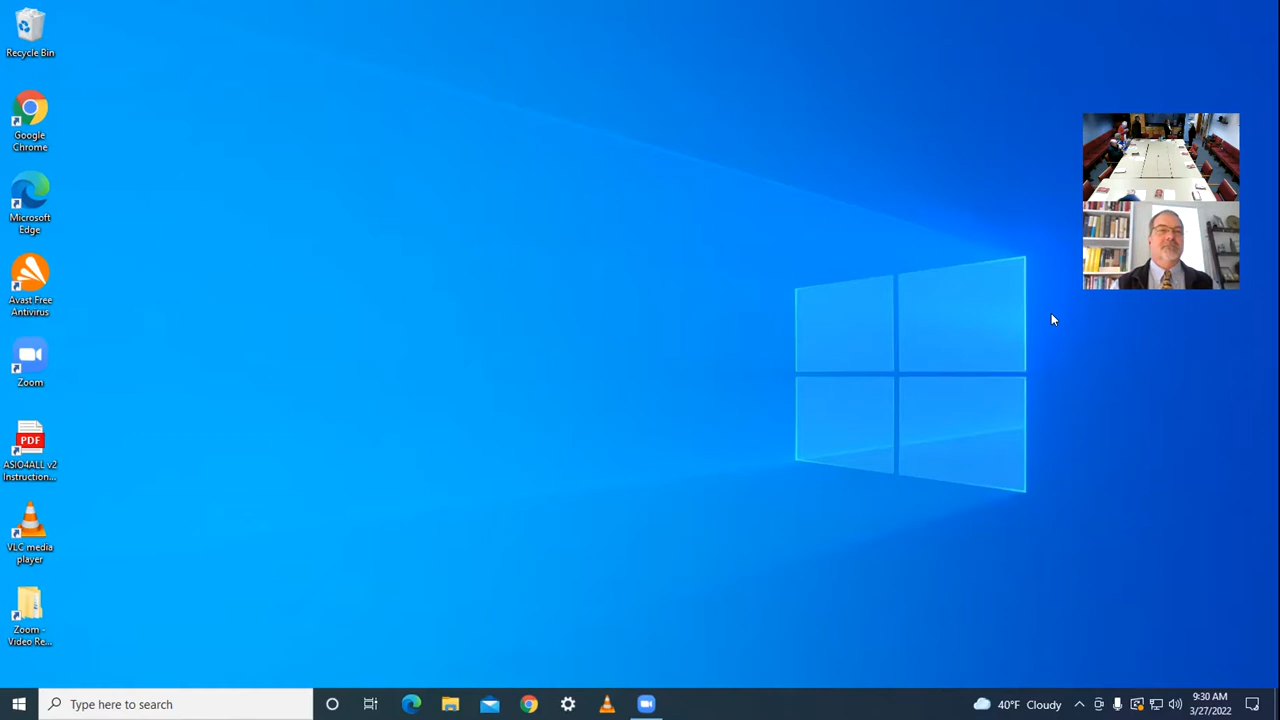 Recycle Bin
Google
Chrome
Microsoft
Edge
Avast Free
Antivirus
Zoom
PDF
ASIO4ALL v2
Instruction...
VLC media
player
Zoom -
Video Re...
Type here to search
40°F Cloudy
9:30 AM
3/27/2022